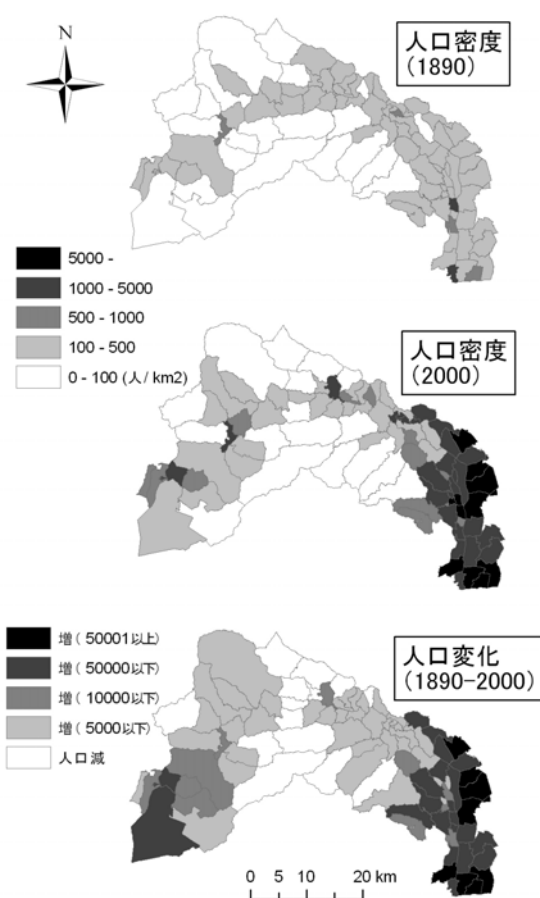 N
人口密度
(1890)
5000 -
1000 - 5000
500 - 1000
100 - 500
0 - 100 (人/ km2)
人口密度
(2000)
増( 50001以上)
増( 50000以下)
増( 10000以下)
増( 5000以下)
人口減
人口変化
(1890-2000)
0 5 10 20 km